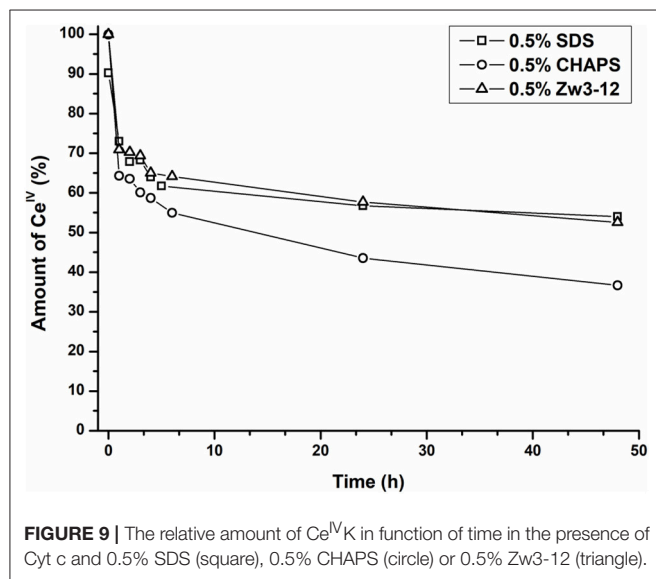 100
90
80
70
60
50
40
30
20
10
0
Amount of Ce^IV (%)
0.5% SDS
0.5% CHAPS
0.5% Zw3-12
0 10 20 30 40 50
Time (h)
FIGURE 9 | The relative amount of Ce^IVK in function of time in the presence of
Cyt c and 0.5% SDS (square), 0.5% CHAPS (circle) or 0.5% Zw3-12 (triangle).